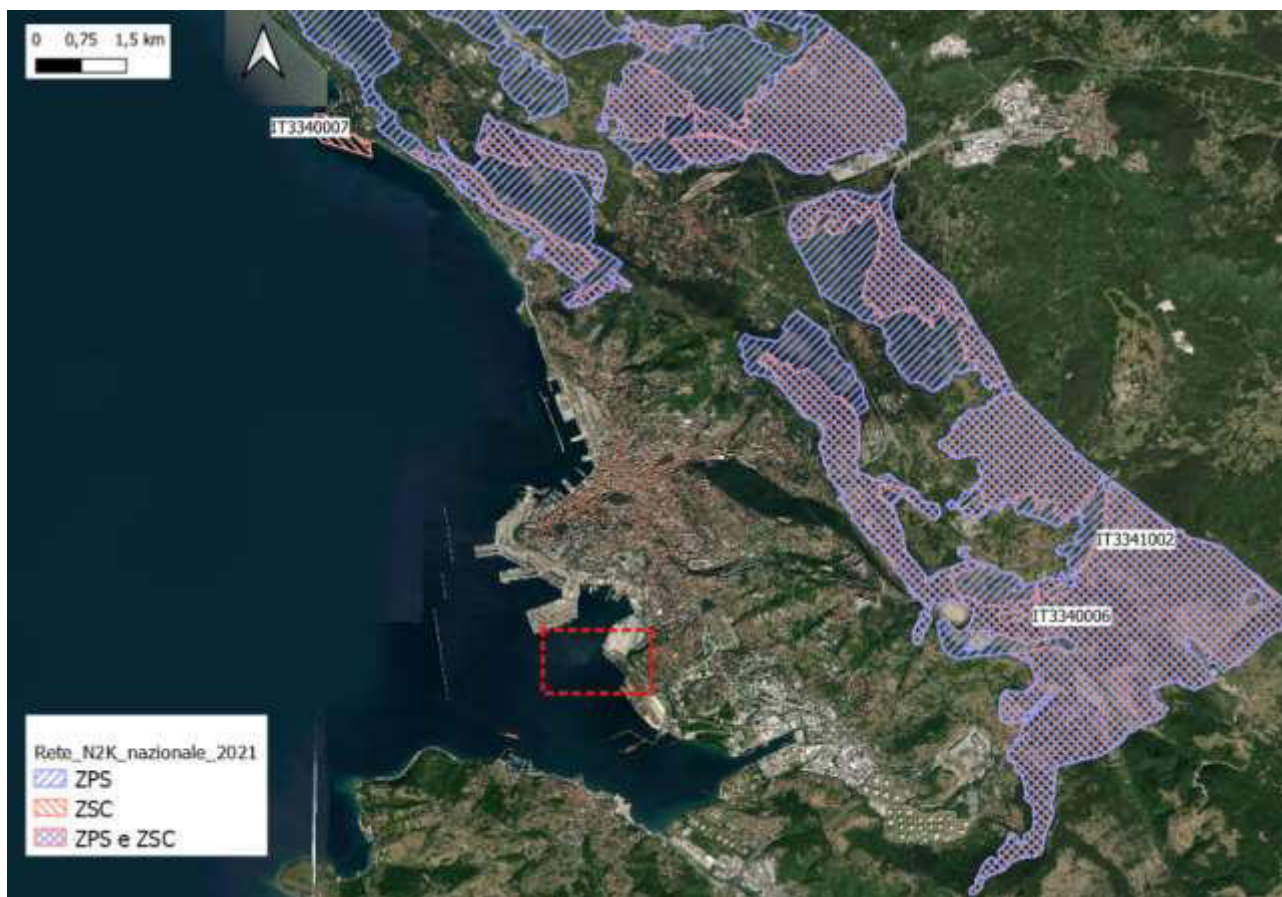 0 0,75 1,5 km
IT3340007
IT3341002
IT3340006
Rete_N2K_nazionale_2021
ZPS
ZSC
ZPS e ZSC